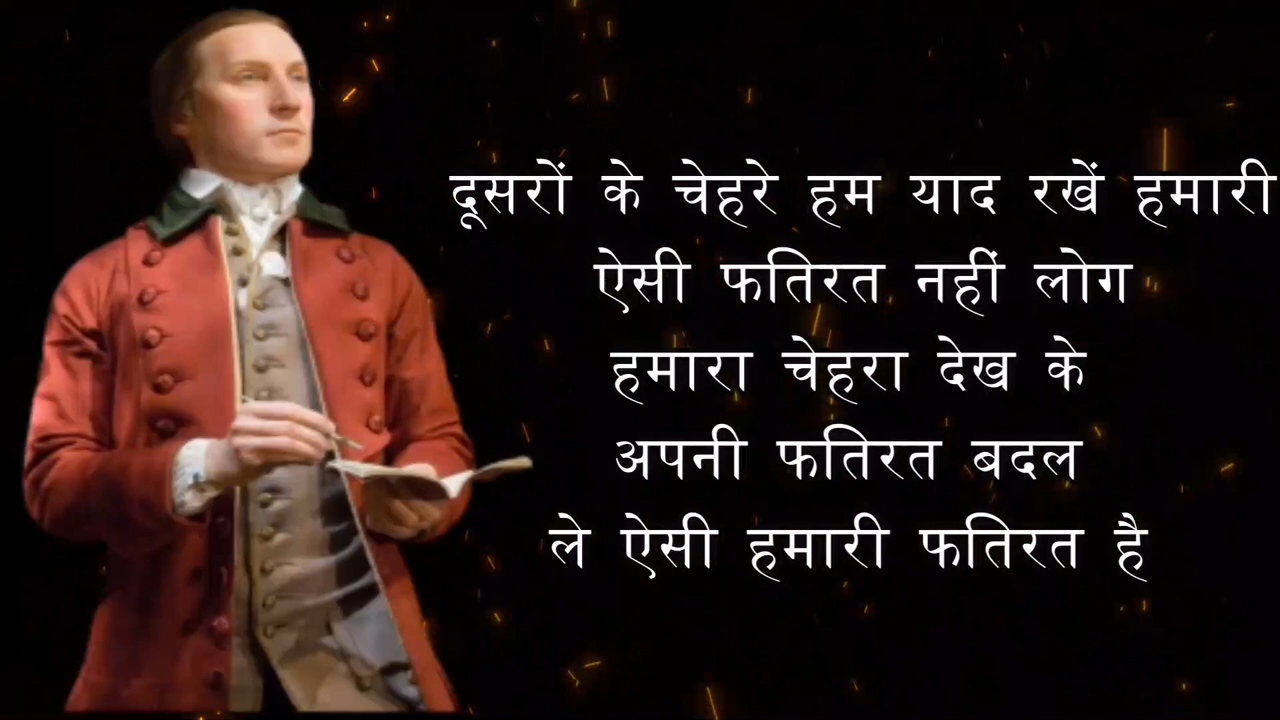 दूसरों के चेहरे हम याद रखें हमारी
ऐसी फतिरत नहीं लोग
हमारा चेहरा देख के
अपनी फतिरत बदल
ले ऐसी हमारी फतिरत है